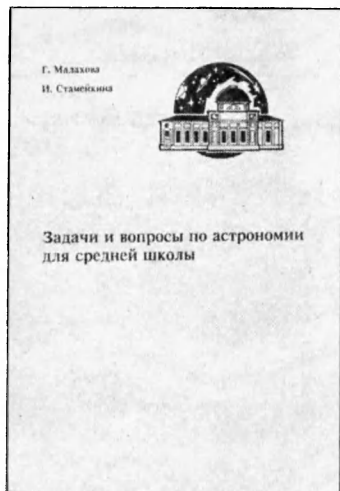 Г. Малахова
И. Стамейкина
Задачи и вопросы по астрономии
для средней школы